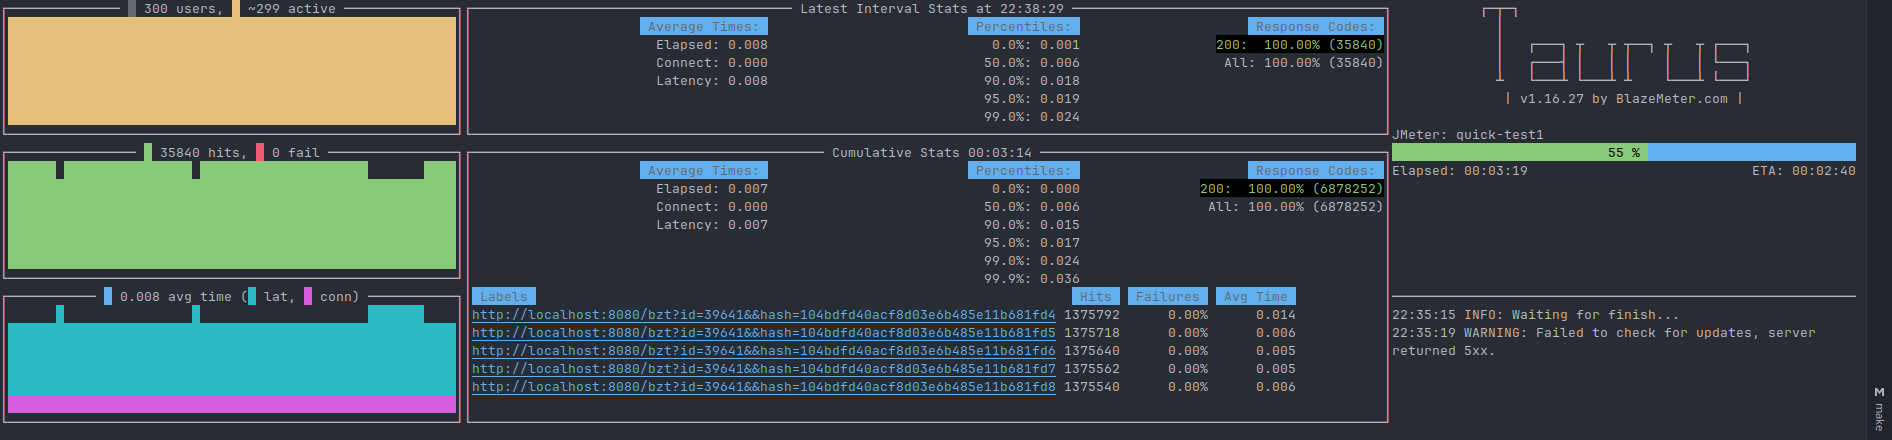 300 users, ~299 active
Latest Interval Stats at 22:38:29
Average Times: Percentiles: Response Codes:
Elapsed: 0.008 0.0%: 0.001 200: 100.00% (35840)
Connect: 0.000 50.0%: 0.006 All: 100.00% (35840)
Latency: 0.008 90.0%: 0.018
95.0%: 0.019
99.0%: 0.024
35840 hits, 0 fail
Cumulative Stats 00:03:14
Average Times: Percentiles: Response Codes:
Elapsed: 0.007 0.0%: 0.000 200: 100.00% (6878252)
Connect: 0.000 50.0%: 0.006 All: 100.00% (6878252)
Latency: 0.007 90.0%: 0.015
95.0%: 0.017
99.0%: 0.024
99.9%: 0.036
0.008 avg time ( lat, conn)
Labels Hits Failures Avg Time
http://localhost:8080/bzt?id=39641&&hash=104bdfd40acf8d03e6b485e11b681fd4 1375792 0.00% 0.014
http://localhost:8080/bzt?id=39641&&hash=104bdfd40acf8d03e6b485e11b681fd5 1375718 0.00% 0.006
http://localhost:8080/bzt?id=39641&&hash=104bdfd40acf8d03e6b485e11b681fd6 1375640 0.00% 0.005
http://localhost:8080/bzt?id=39641&&hash=104bdfd40acf8d03e6b485e11b681fd7 1375562 0.00% 0.005
http://localhost:8080/bzt?id=39641&&hash=104bdfd40acf8d03e6b485e11b681fd8 1375540 0.00% 0.006
Taurus
| v1.16.27 by BlazeMeter.com |
JMeter: quick-test1
55 %
Elapsed: 00:03:19 ETA: 00:02:40
22:35:15 INFO: Waiting for finish...
22:35:19 WARNING: Failed to check for updates, server
returned 5xx.
M make